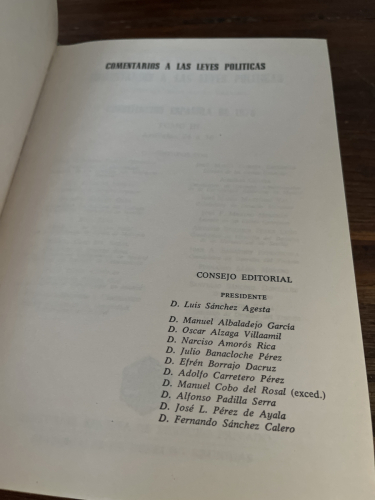 COMENTARIOS A LAS LEYES POLITICAS
CONSEJO EDITORIAL
PRESIDENTE
D. Luis Sánchez Agesta
D. Manuel Albaladejo García
D. Oscar Alzaga Villaamil
D. Narciso Amorós Rica
D. Julio Banacloche Pérez
D. Efrén Borrajo Dacruz
D. Adolfo Carretero Pérez
D. Manuel Cobo del Rosal (exced.)
D. Alfonso Padilla Serra
D. José L. Pérez de Ayala
D. Fernando Sánchez Calero